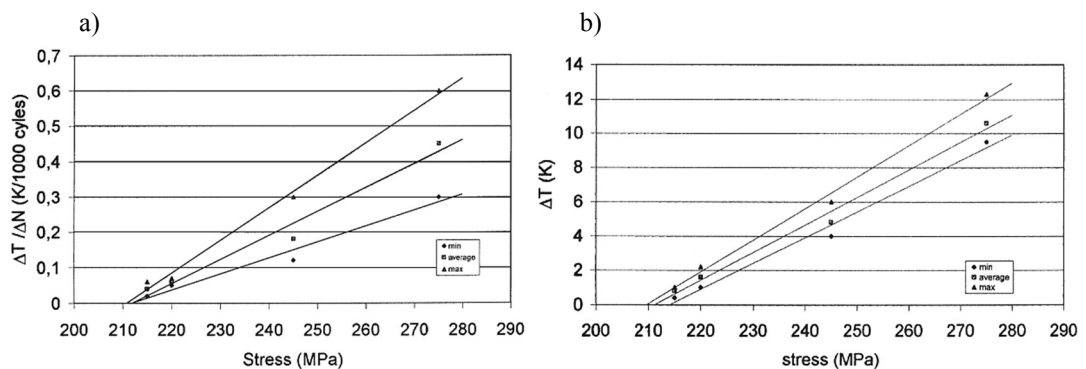 a)
0,7
0,6
0,5
0,4
0,3
0,2
0,1
0
ΔT /ΔN (K/1000 cyles)
min
average
max
200 210 220 230 240 250 260 270 280 290
Stress (MPa)
b)
14
12
10
8
6
4
2
0
ΔT (K)
min
average
max
200 210 220 230 240 250 260 270 280 290
stress (MPa)